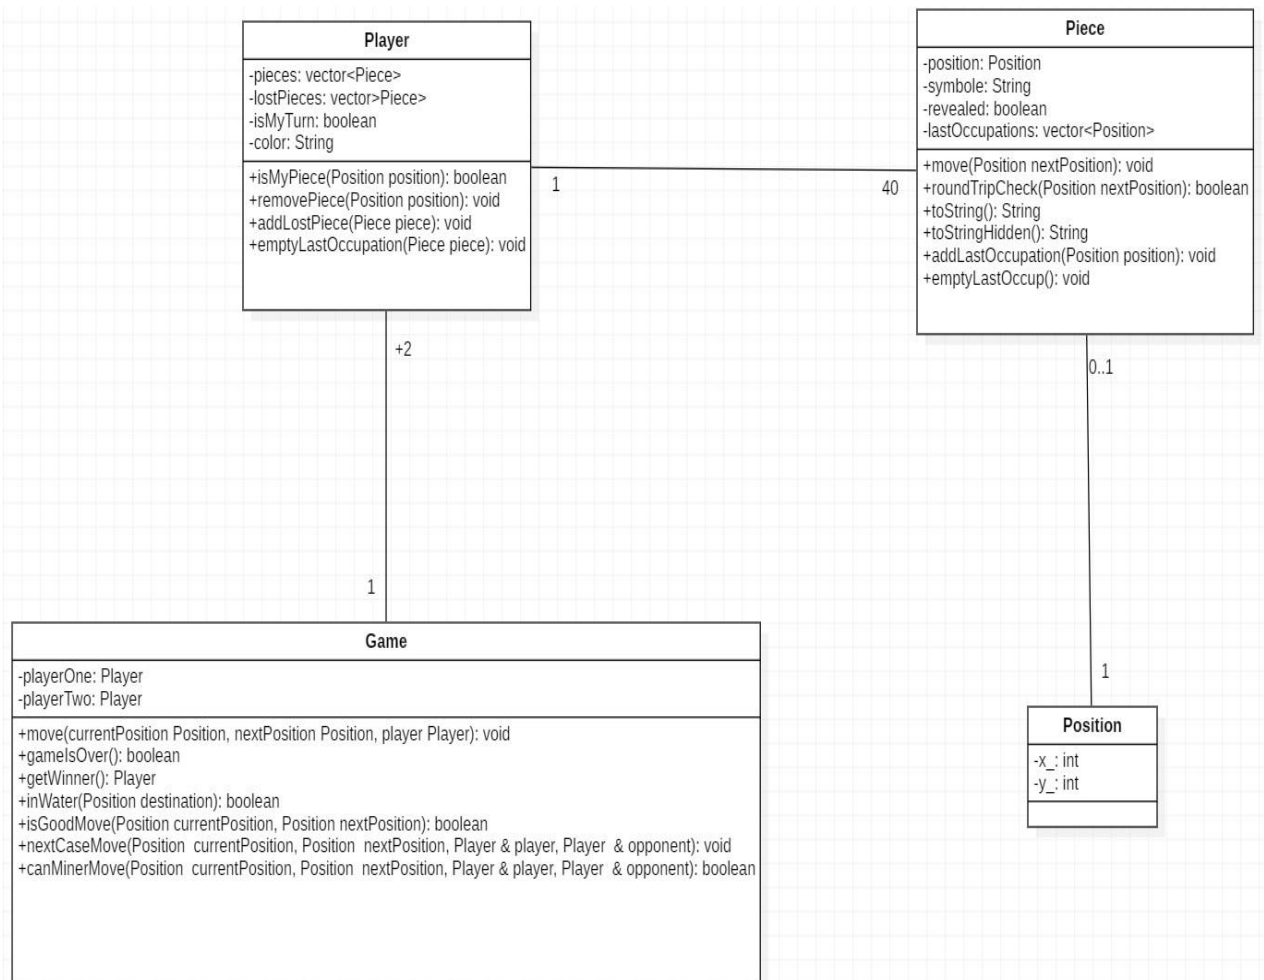 Player
-pieces: vector<Piece>
-lostPieces: vector>Piece>
-isMyTurn: boolean
-color: String
+isMyPiece(Position position): boolean
+removePiece(Position position): void
+addLostPiece(Piece piece): void
+emptyLastOccupation(Piece piece): void
1
40
Piece
-position: Position
-symbole: String
-revealed: boolean
-lastOccupations: vector<Position>
+move(Position nextPosition): void
+roundTripCheck(Position nextPosition): boolean
+toString(): String
+toStringHidden(): String
+addLastOccupation(Position position): void
+emptyLastOccup(): void
+2
1
0..1
1
Game
-playerOne: Player
-playerTwo: Player
+move(currentPosition Position, nextPosition Position, player Player): void
+gameIsOver(): boolean
+getWinner(): Player
+inWater(Position destination): boolean
+isGoodMove(Position currentPosition, Position nextPosition): boolean
+nextCaseMove(Position  currentPosition, Position  nextPosition, Player & player, Player  & opponent): void
+canMinerMove(Position  currentPosition, Position  nextPosition, Player & player, Player  & opponent): boolean
Position
-x_: int
-y_: int